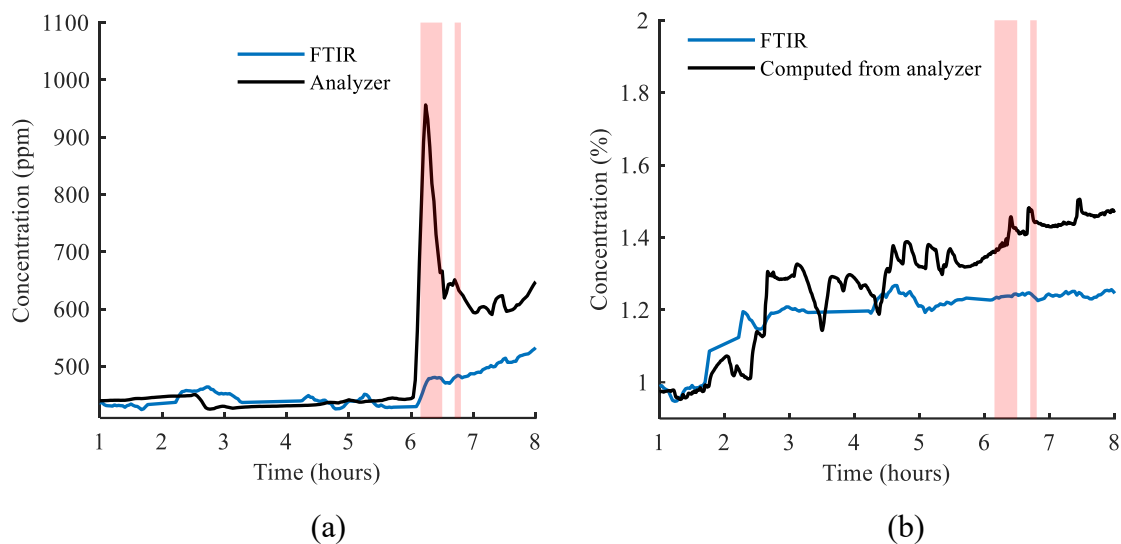 1100
1000
900
800
700
600
500
Concentration (ppm)
FTIR
Analyzer
1 2 3 4 5 6 7 8
Time (hours)
(a)
2
1.8
1.6
1.4
1.2
1
Concentration (%)
FTIR
Computed from analyzer
1 2 3 4 5 6 7 8
Time (hours)
(b)